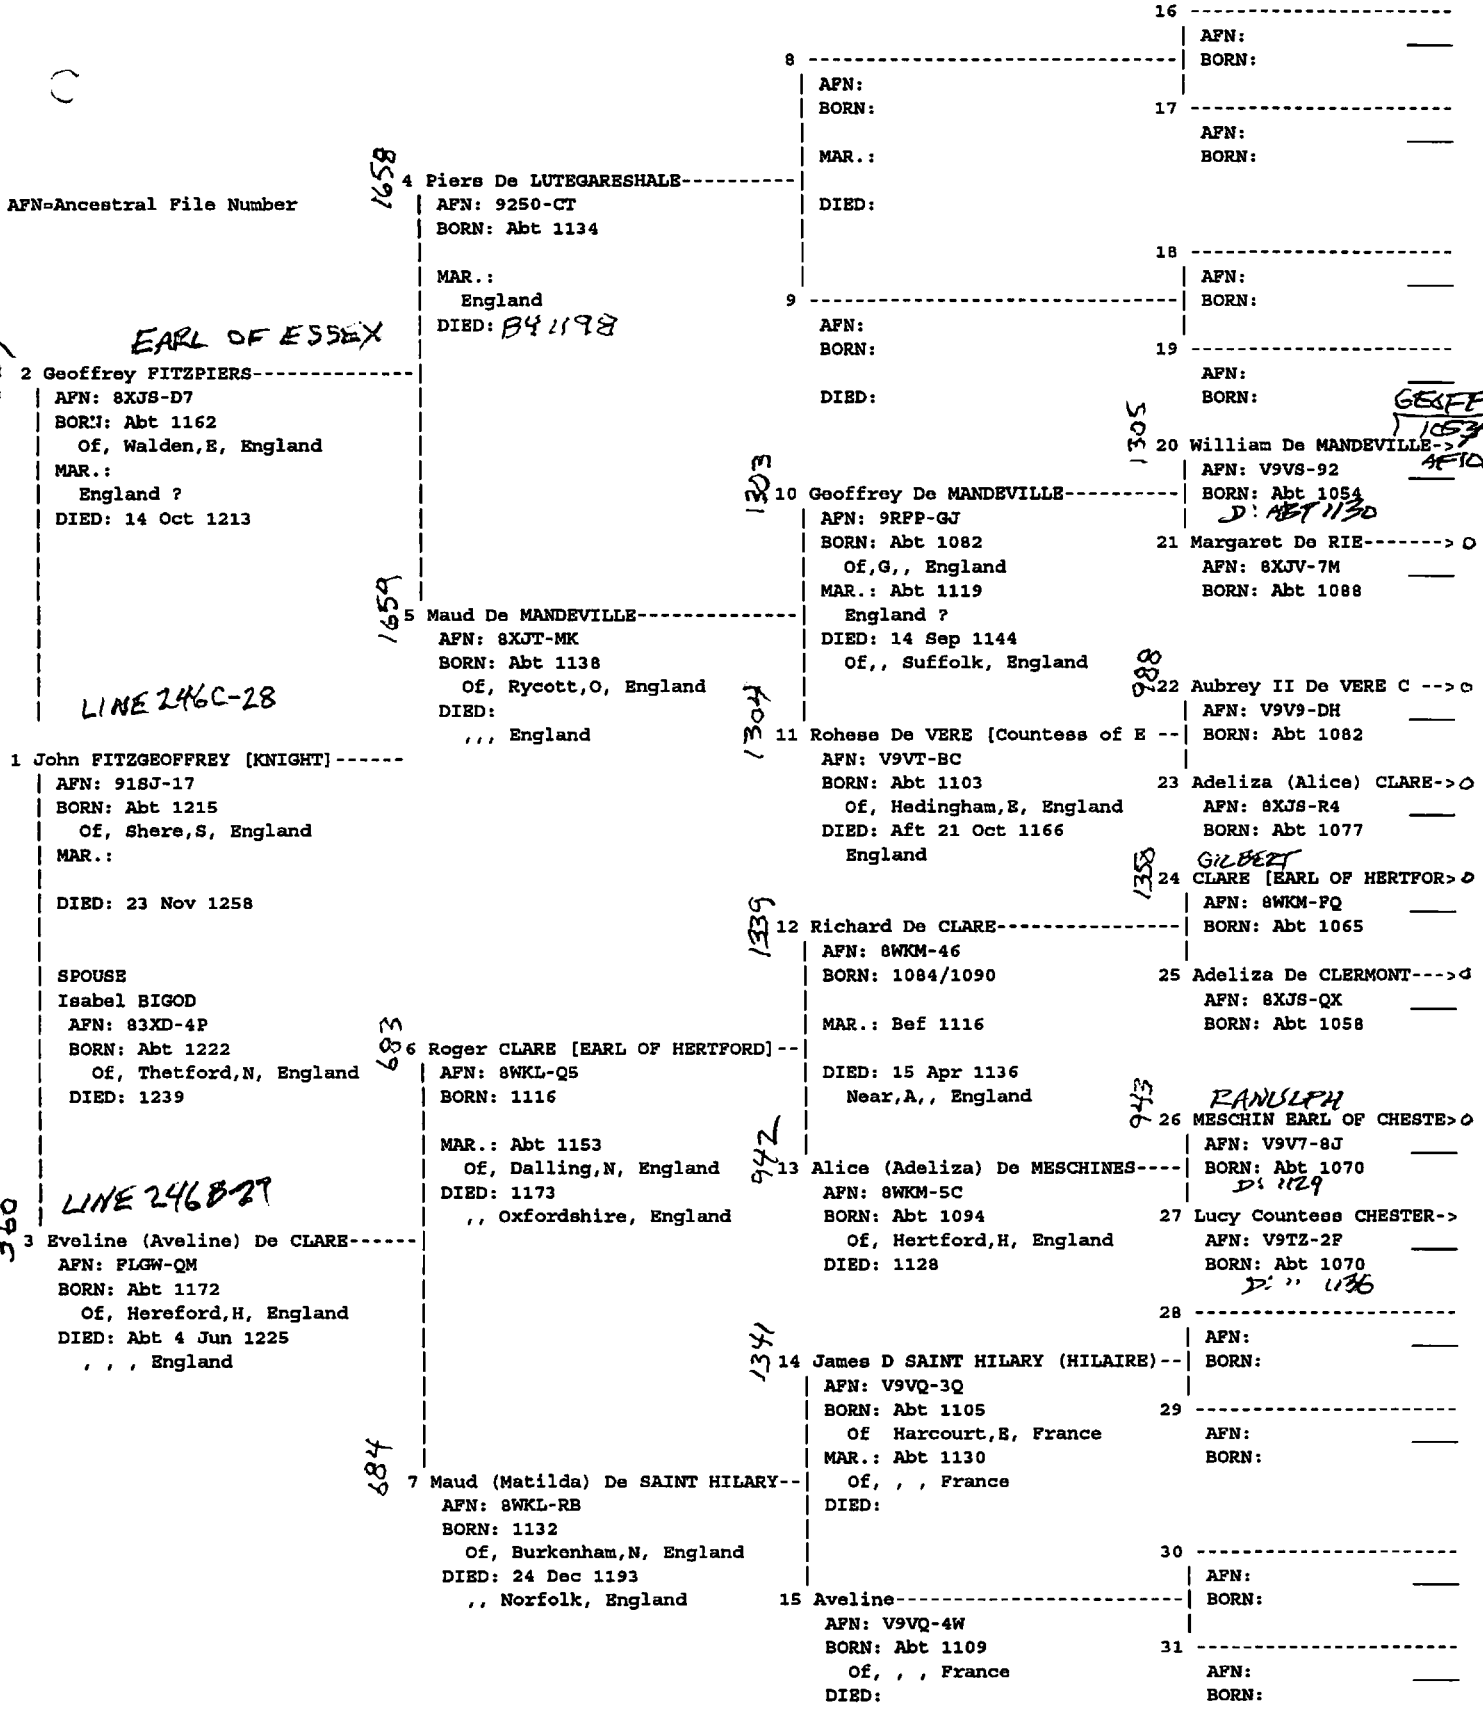 AFN=Ancestral File Number
EARL OF ESSEX
2 Geoffrey FITZPIERS--------------
AFN: 8XJS-D7
BORN: Abt 1162
Of, Walden,E, England
MAR.:
England ?
DIED: 14 Oct 1213
LINE 246C-28
1 John FITZGEOFFREY [KNIGHT]------
AFN: 918J-17
BORN: Abt 1215
Of, Shere,S, England
MAR.:
DIED: 23 Nov 1258
SPOUSE
Isabel BIGOD
AFN: 83XD-4P
BORN: Abt 1222
Of, Thetford,N, England
DIED: 1239
LINE 246B-29
360
3 Eveline (Aveline) De CLARE------
AFN: FLGW-QM
BORN: Abt 1172
Of, Hereford,H, England
DIED: Abt 4 Jun 1225
, , , England
1658
4 Piers De LUTEGARESHALE----------
AFN: 9250-CT
BORN: Abt 1134
MAR.:
England
DIED: B4 1198
1659
5 Maud De MANDEVILLE--------------
AFN: 8XJT-MK
BORN: Abt 1138
Of, Rycott,O, England
DIED:
,,, England
683
6 Roger CLARE [EARL OF HERTFORD]--
AFN: 8WKL-Q5
BORN: 1116
MAR.: Abt 1153
Of, Dalling,N, England
DIED: 1173
,, Oxfordshire, England
684
7 Maud (Matilda) De SAINT HILARY--
AFN: 8WKL-RB
BORN: 1132
Of, Burkenham,N, England
DIED: 24 Dec 1193
,, Norfolk, England
8 --------------------------------
AFN:
BORN:
MAR.:
DIED:
9 --------------------------------
AFN:
BORN:
DIED:
1303
10 Geoffrey De MANDEVILLE----------
AFN: 9RFP-GJ
BORN: Abt 1082
Of,G,, England
MAR.: Abt 1119
England ?
DIED: 14 Sep 1144
Of,, Suffolk, England
1304
11 Rohese De VERE [Countess of E --
AFN: V9VT-BC
BORN: Abt 1103
Of, Hedingham,E, England
DIED: Aft 21 Oct 1166
England
1339
12 Richard De CLARE----------------
AFN: 8WKM-46
BORN: 1084/1090
MAR.: Bef 1116
DIED: 15 Apr 1136
Near,A,, England
942
13 Alice (Adeliza) De MESCHINES----
AFN: 8WKM-5C
BORN: Abt 1094
Of, Hertford,H, England
DIED: 1128
1341
14 James D SAINT HILARY (HILAIRE)--
AFN: V9VQ-3Q
BORN: Abt 1105
Of Harcourt,E, France
MAR.: Abt 1130
Of, , , France
DIED:
15 Aveline-------------------------
AFN: V9VQ-4W
BORN: Abt 1109
Of, , , France
DIED:
16 -----------------------
AFN:
BORN:
17 -----------------------
AFN:
BORN:
18 -----------------------
AFN:
BORN:
19 -----------------------
AFN:
BORN:
1305
20 William De MANDEVILLE->
AFN: V9VS-92
BORN: Abt 1054
D: ABT 1130
21 Margaret De RIE-------> O
AFN: 8XJV-7M
BORN: Abt 1088
988
22 Aubrey II De VERE C --> O
AFN: V9V9-DH
BORN: Abt 1082
23 Adeliza (Alice) CLARE-> O
AFN: 8XJS-R4
BORN: Abt 1077
GILBERT
1358
24 CLARE [EARL OF HERTFOR> O
AFN: 8WKM-FQ
BORN: Abt 1065
25 Adeliza De CLERMONT---> O
AFN: 8XJS-QX
BORN: Abt 1058
RANULPH
943
26 MESCHIN EARL OF CHESTE> O
AFN: V9V7-8J
BORN: Abt 1070
D: 1129
27 Lucy Countess CHESTER->
AFN: V9TZ-2F
BORN: Abt 1070
D: " 1136
28 -----------------------
AFN:
BORN:
29 -----------------------
AFN:
BORN:
30 -----------------------
AFN:
BORN:
31 -----------------------
AFN:
BORN: